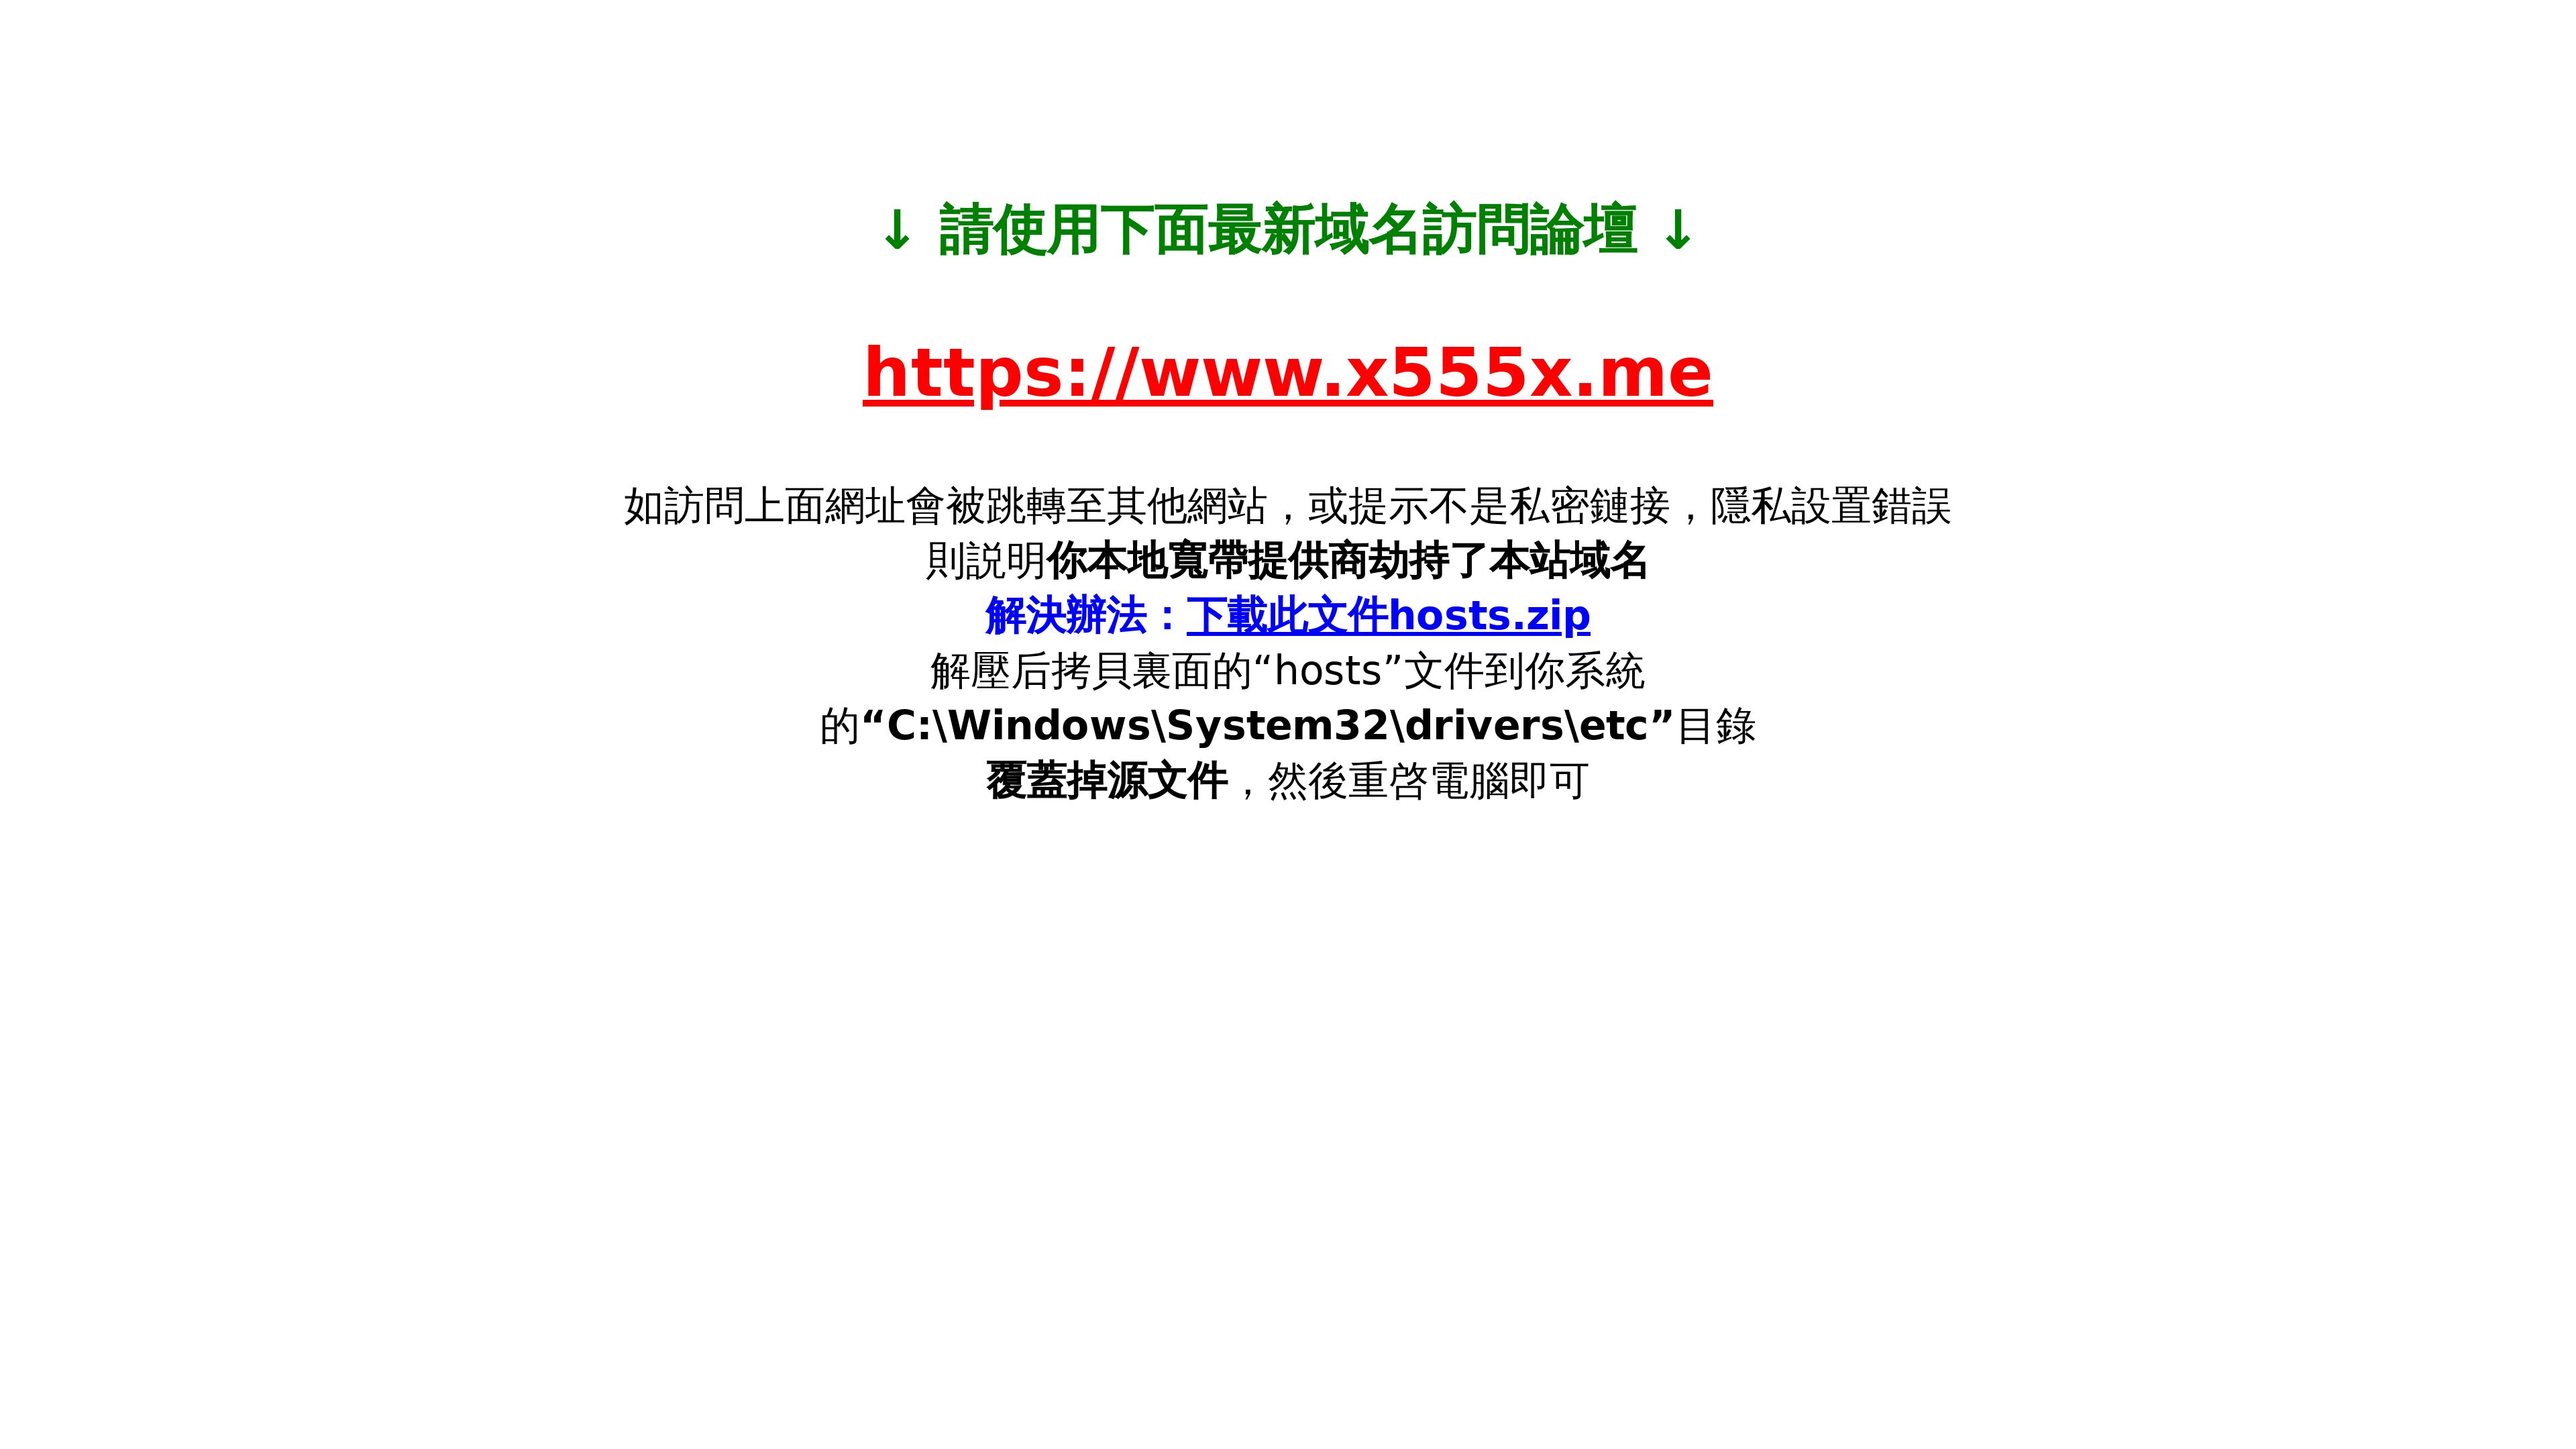 ↓ 請使用下面最新域名訪問論壇 ↓
https://www.x555x.me
如訪問上面網址會被跳轉至其他網站，或提示不是私密鏈接，隱私設置錯誤
則説明你本地寬帶提供商劫持了本站域名
解決辦法：下載此文件hosts.zip
解壓后拷貝裏面的“hosts”文件到你系統
的“C:\Windows\System32\drivers\etc”目錄
覆蓋掉源文件，然後重啓電腦即可